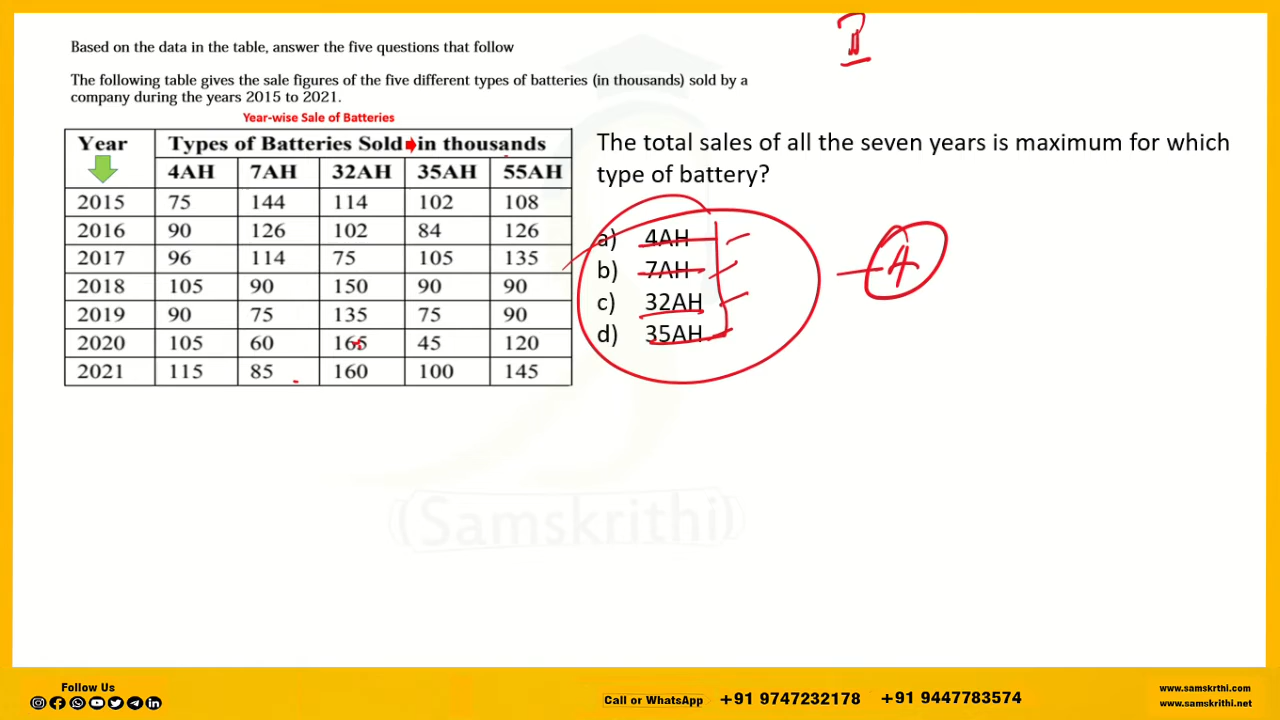 Based on the data in the table, answer the five questions that follow
The following table gives the sale figures of the five different types of batteries (in thousands) sold by a
company during the years 2015 to 2021.
Year-wise Sale of Batteries
Year Types of Batteries Sold in thousands
4AH 7AH 32AH 35AH 55AH
2015 75 144 114 102 108
2016 90 126 102 84 126
2017 96 114 75 105 135
2018 105 90 150 90 90
2019 90 75 135 75 90
2020 105 60 165 45 120
2021 115 85 160 100 145
The total sales of all the seven years is maximum for which
type of battery?
a) 4AH
b) 7AH
c) 32AH
d) 35AH
4
(Samskrithi)
Follow Us
Call or WhatsApp +91 9747232178 +91 9447783574
www.samskrthi.com
www.samskrithi.net